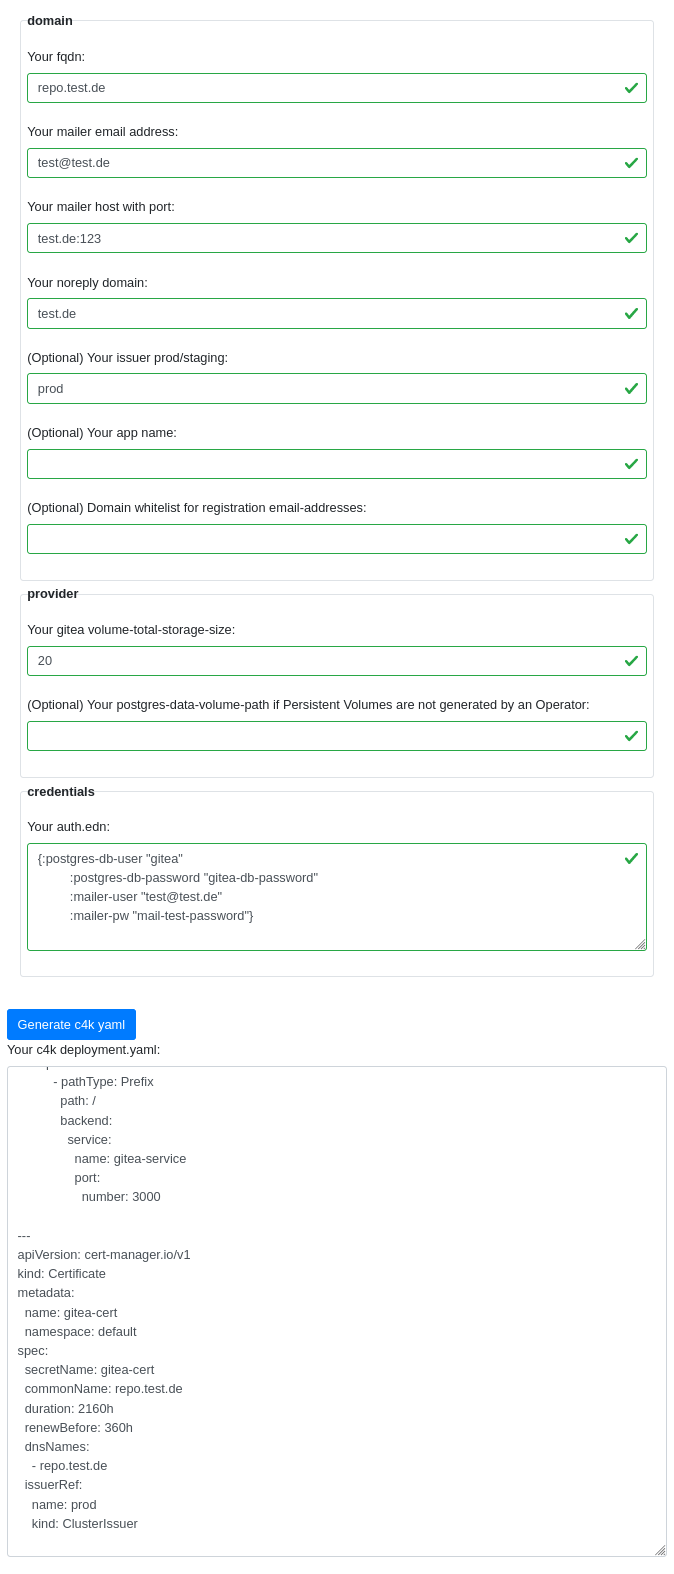 domain
Your fqdn:
repo.test.de
Your mailer email address:
test@test.de
Your mailer host with port:
test.de:123
Your noreply domain:
test.de
(Optional) Your issuer prod/staging:
prod
(Optional) Your app name:
(Optional) Domain whitelist for registration email-addresses:
provider
Your gitea volume-total-storage-size:
20
(Optional) Your postgres-data-volume-path if Persistent Volumes are not generated by an Operator:
credentials
Your auth.edn:
{:postgres-db-user "gitea"
:postgres-db-password "gitea-db-password"
:mailer-user "test@test.de"
:mailer-pw "mail-test-password"}
Generate c4k yaml
Your c4k deployment.yaml:
- pathType: Prefix
path: /
backend:
service:
name: gitea-service
port:
number: 3000
---
apiVersion: cert-manager.io/v1
kind: Certificate
metadata:
name: gitea-cert
namespace: default
spec:
secretName: gitea-cert
commonName: repo.test.de
duration: 2160h
renewBefore: 360h
dnsNames:
- repo.test.de
issuerRef:
name: prod
kind: ClusterIssuer